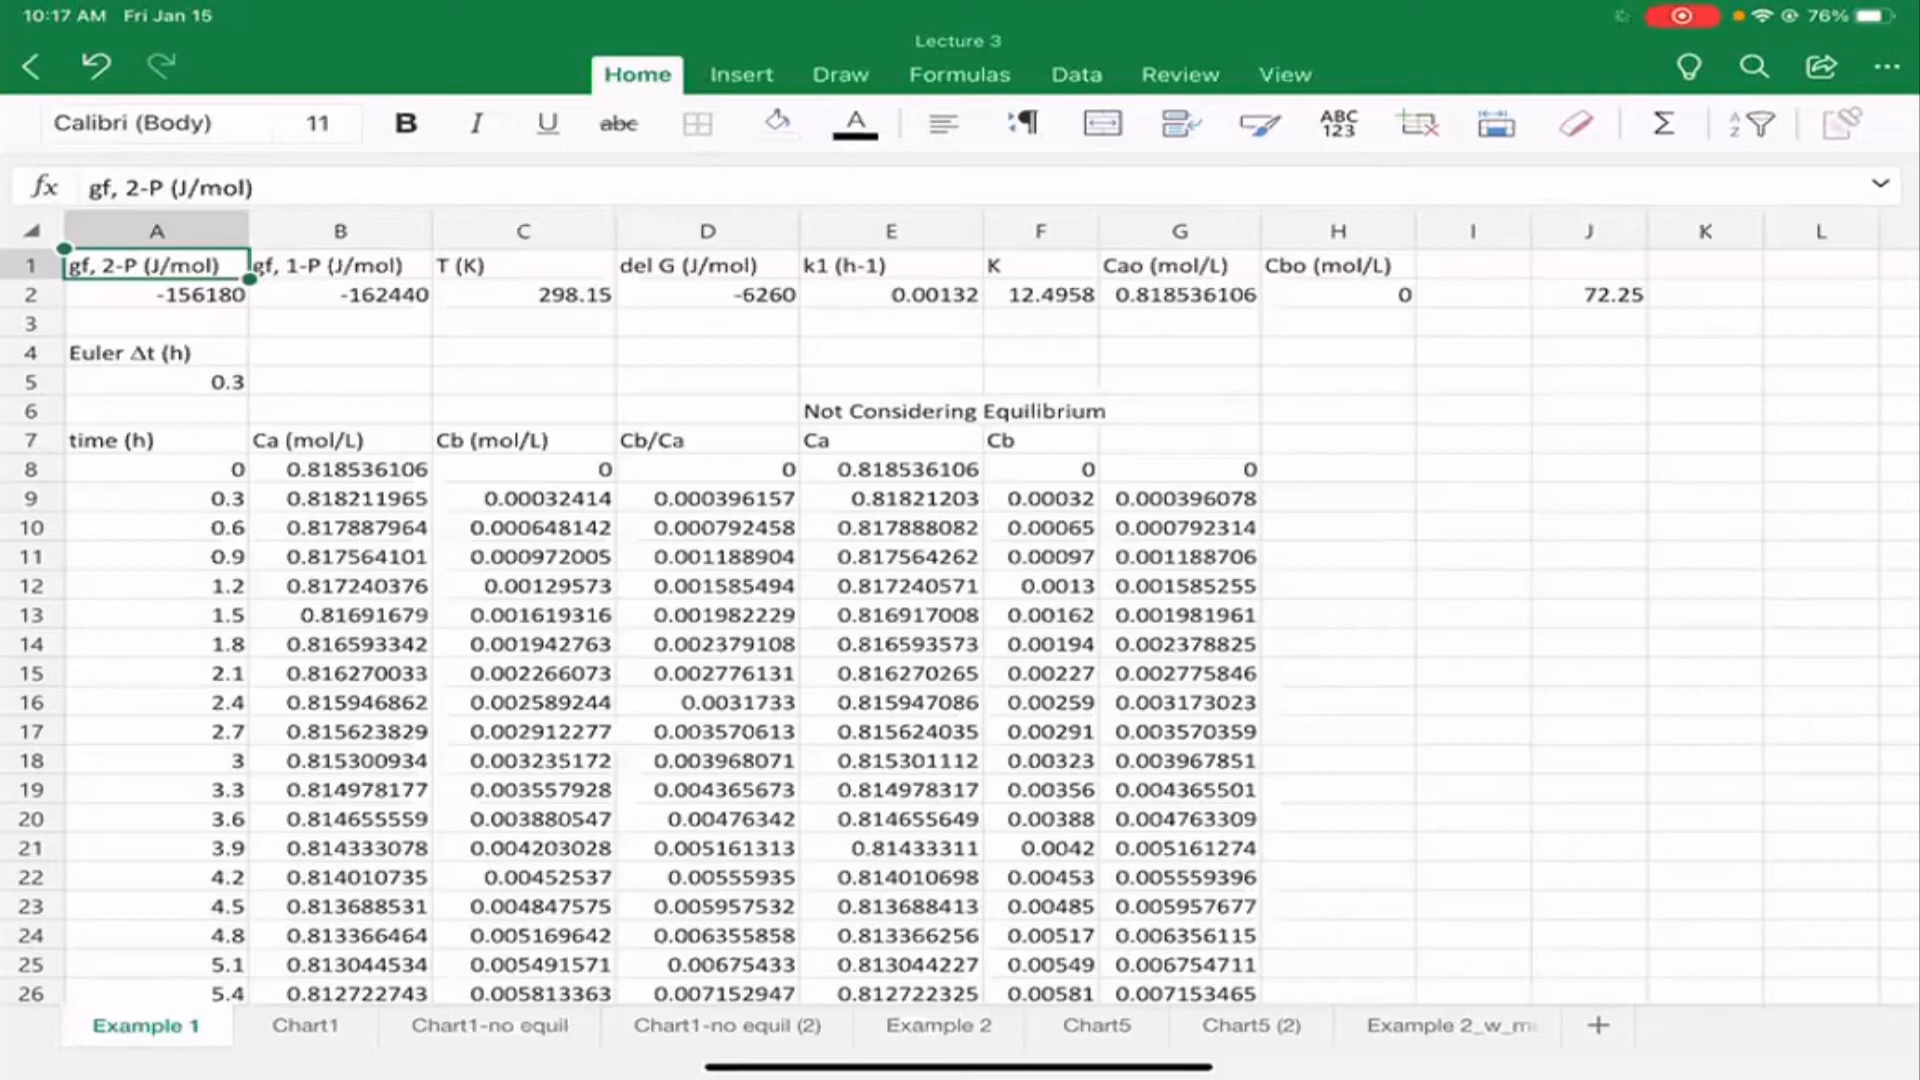 10:17 AM Fri Jan 15
76%
Lecture 3
Home Insert Draw Formulas Data Review View
Calibri (Body) 11 B I U abc A ABC 123 Σ A Z
fx gf, 2-P (J/mol)
A B C D E F G H I J K L
1 gf, 2-P (J/mol) gf, 1-P (J/mol) T (K) del G (J/mol) k1 (h-1) K Cao (mol/L) Cbo (mol/L)
2 -156180 -162440 298.15 -6260 0.00132 12.4958 0.818536106 0 72.25
3
4 Euler Δt (h)
5 0.3
6 Not Considering Equilibrium
7 time (h) Ca (mol/L) Cb (mol/L) Cb/Ca Ca Cb
8 0 0.818536106 0 0 0.818536106 0 0
9 0.3 0.818211965 0.00032414 0.000396157 0.81821203 0.00032 0.000396078
10 0.6 0.817887964 0.000648142 0.000792458 0.817888082 0.00065 0.000792314
11 0.9 0.817564101 0.000972005 0.001188904 0.817564262 0.00097 0.001188706
12 1.2 0.817240376 0.00129573 0.001585494 0.817240571 0.0013 0.001585255
13 1.5 0.81691679 0.001619316 0.001982229 0.816917008 0.00162 0.001981961
14 1.8 0.816593342 0.001942763 0.002379108 0.816593573 0.00194 0.002378825
15 2.1 0.816270033 0.002266073 0.002776131 0.816270265 0.00227 0.002775846
16 2.4 0.815946862 0.002589244 0.0031733 0.815947086 0.00259 0.003173023
17 2.7 0.815623829 0.002912277 0.003570613 0.815624035 0.00291 0.003570359
18 3 0.815300934 0.003235172 0.003968071 0.815301112 0.00323 0.003967851
19 3.3 0.814978177 0.003557928 0.004365673 0.814978317 0.00356 0.004365501
20 3.6 0.814655559 0.003880547 0.00476342 0.814655649 0.00388 0.004763309
21 3.9 0.814333078 0.004203028 0.005161313 0.81433311 0.0042 0.005161274
22 4.2 0.814010735 0.00452537 0.00555935 0.814010698 0.00453 0.005559396
23 4.5 0.813688531 0.004847575 0.005957532 0.813688413 0.00485 0.005957677
24 4.8 0.813366464 0.005169642 0.006355858 0.813366256 0.00517 0.006356115
25 5.1 0.813044534 0.005491571 0.00675433 0.813044227 0.00549 0.006754711
26 5.4 0.812722743 0.005813363 0.007152947 0.812722325 0.00581 0.007153465
Example 1 Chart1 Chart1-no equil Chart1-no equil (2) Example 2 Chart5 Chart5 (2) Example 2_w_m